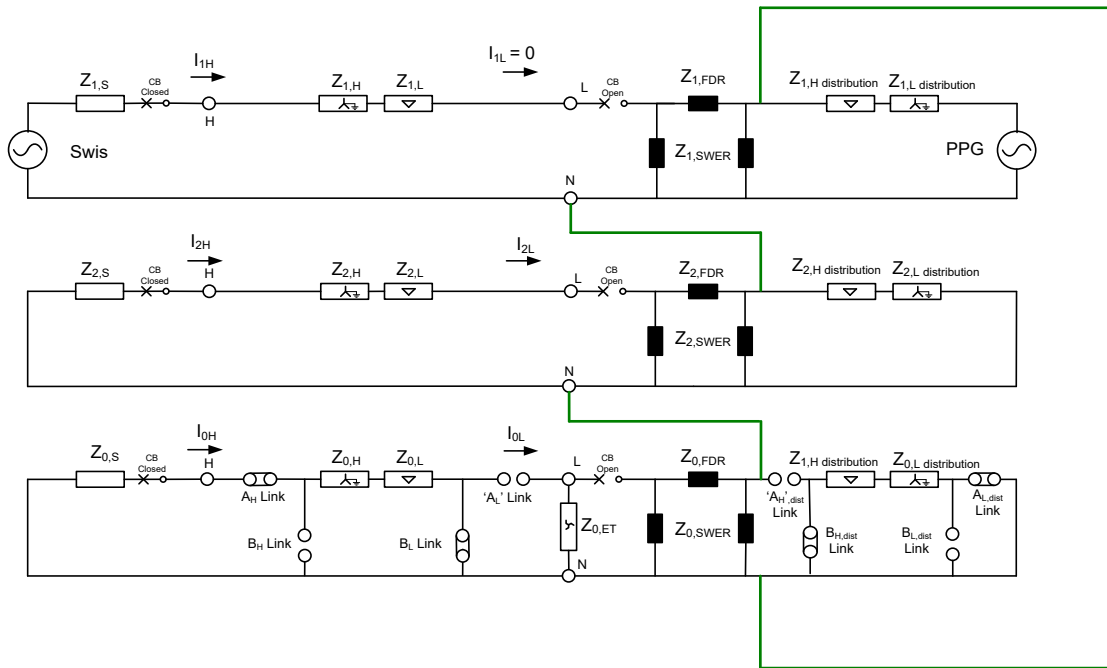 I1H
I1L = 0
Z1,S
CB
Closed
H
Z1,H
Z1,L
L
CB
Open
Z1,FDR
Z1,H distribution
Z1,L distribution
Swis
Z1,SWER
PPG
N
I2H
I2L
Z2,S
CB
Closed
H
Z2,H
Z2,L
L
CB
Open
Z2,FDR
Z2,H distribution
Z2,L distribution
Z2,SWER
N
I0H
I0L
Z0,S
CB
Closed
H
AH Link
Z0,H
Z0,L
'AL' Link
L
CB
Open
Z0,FDR
'AH',dist
Link
Z1,H distribution
Z0,L distribution
AL,dist
Link
BH Link
BL Link
Z0,ET
Z0,SWER
BH,dist
Link
BL,dist
Link
N